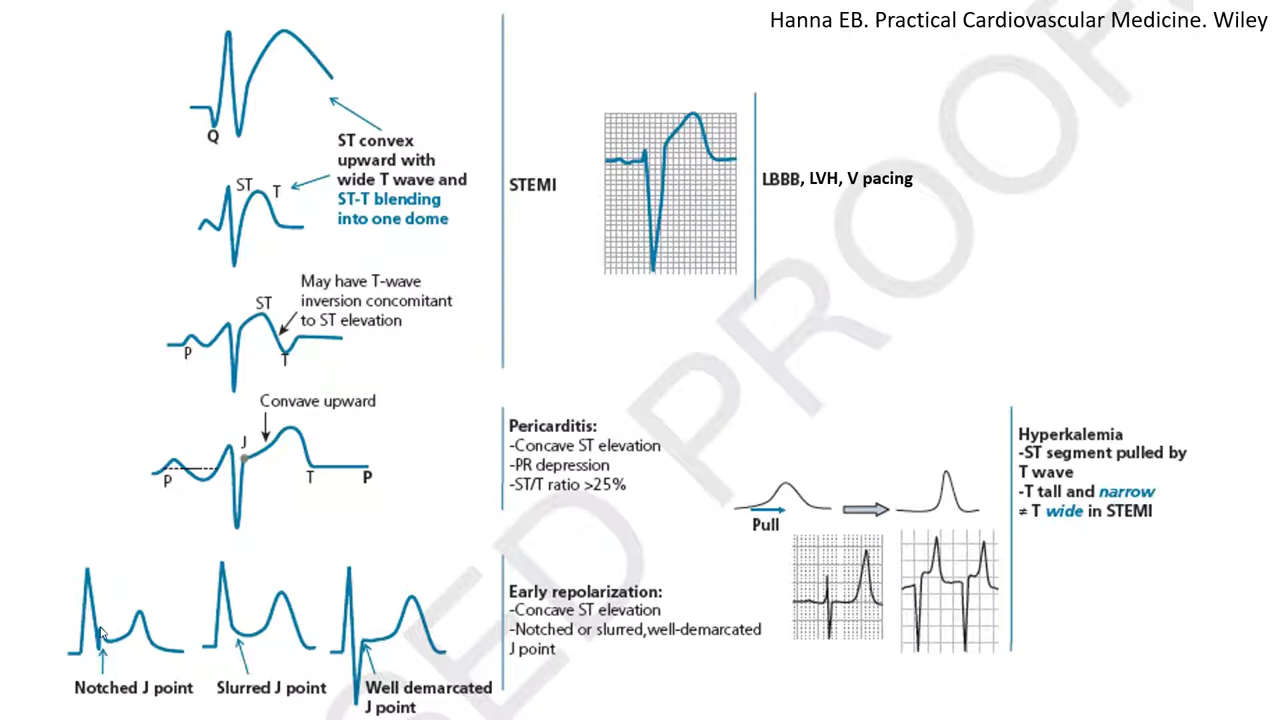 Hanna EB. Practical Cardiovascular Medicine. Wiley
Q
ST convex
upward with
wide T wave and
ST-T blending
into one dome
ST
T
STEMI
LBBB, LVH, V pacing
May have T-wave
inversion concomitant
to ST elevation
ST
P
T
Convave upward
J
P
T
P
Pericarditis:
-Concave ST elevation
-PR depression
-ST/T ratio >25%
Pull
Hyperkalemia
-ST segment pulled by
T wave
-T tall and narrow
≠ T wide in STEMI
Early repolarization:
-Concave ST elevation
-Notched or slurred,well-demarcated
J point
Notched J point
Slurred J point
Well demarcated
J point
PROOF